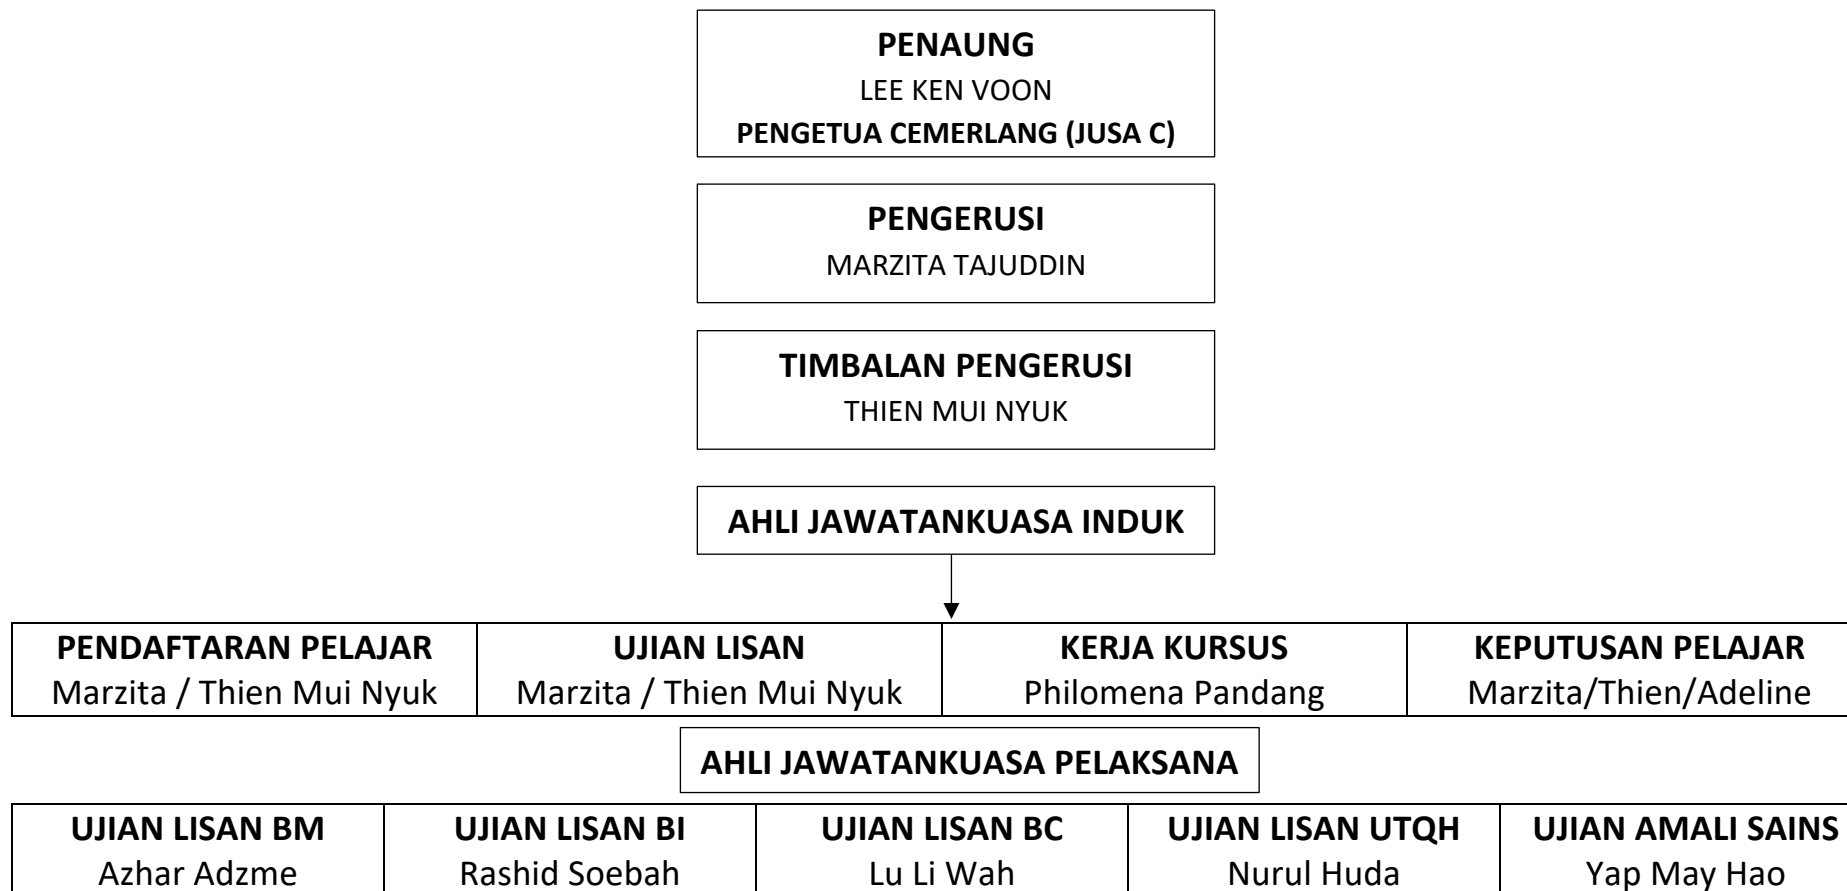 PENAUNG
LEE KEN VOON
PENGETUA CEMERLANG (JUSA C)
PENGERUSI
MARZITA TAJUDDIN
TIMBALAN PENGERUSI
THIEN MUI NYUK
AHLI JAWATANKUASA INDUK
PENDAFTARAN PELAJAR
Marzita / Thien Mui Nyuk
UJIAN LISAN
Marzita / Thien Mui Nyuk
KERJA KURSUS
Philomena Pandang
KEPUTUSAN PELAJAR
Marzita/Thien/Adeline
AHLI JAWATANKUASA PELAKSANA
UJIAN LISAN BM
Azhar Adzme
UJIAN LISAN BI
Rashid Soebah
UJIAN LISAN BC
Lu Li Wah
UJIAN LISAN UTQH
Nurul Huda
UJIAN AMALI SAINS
Yap May Hao